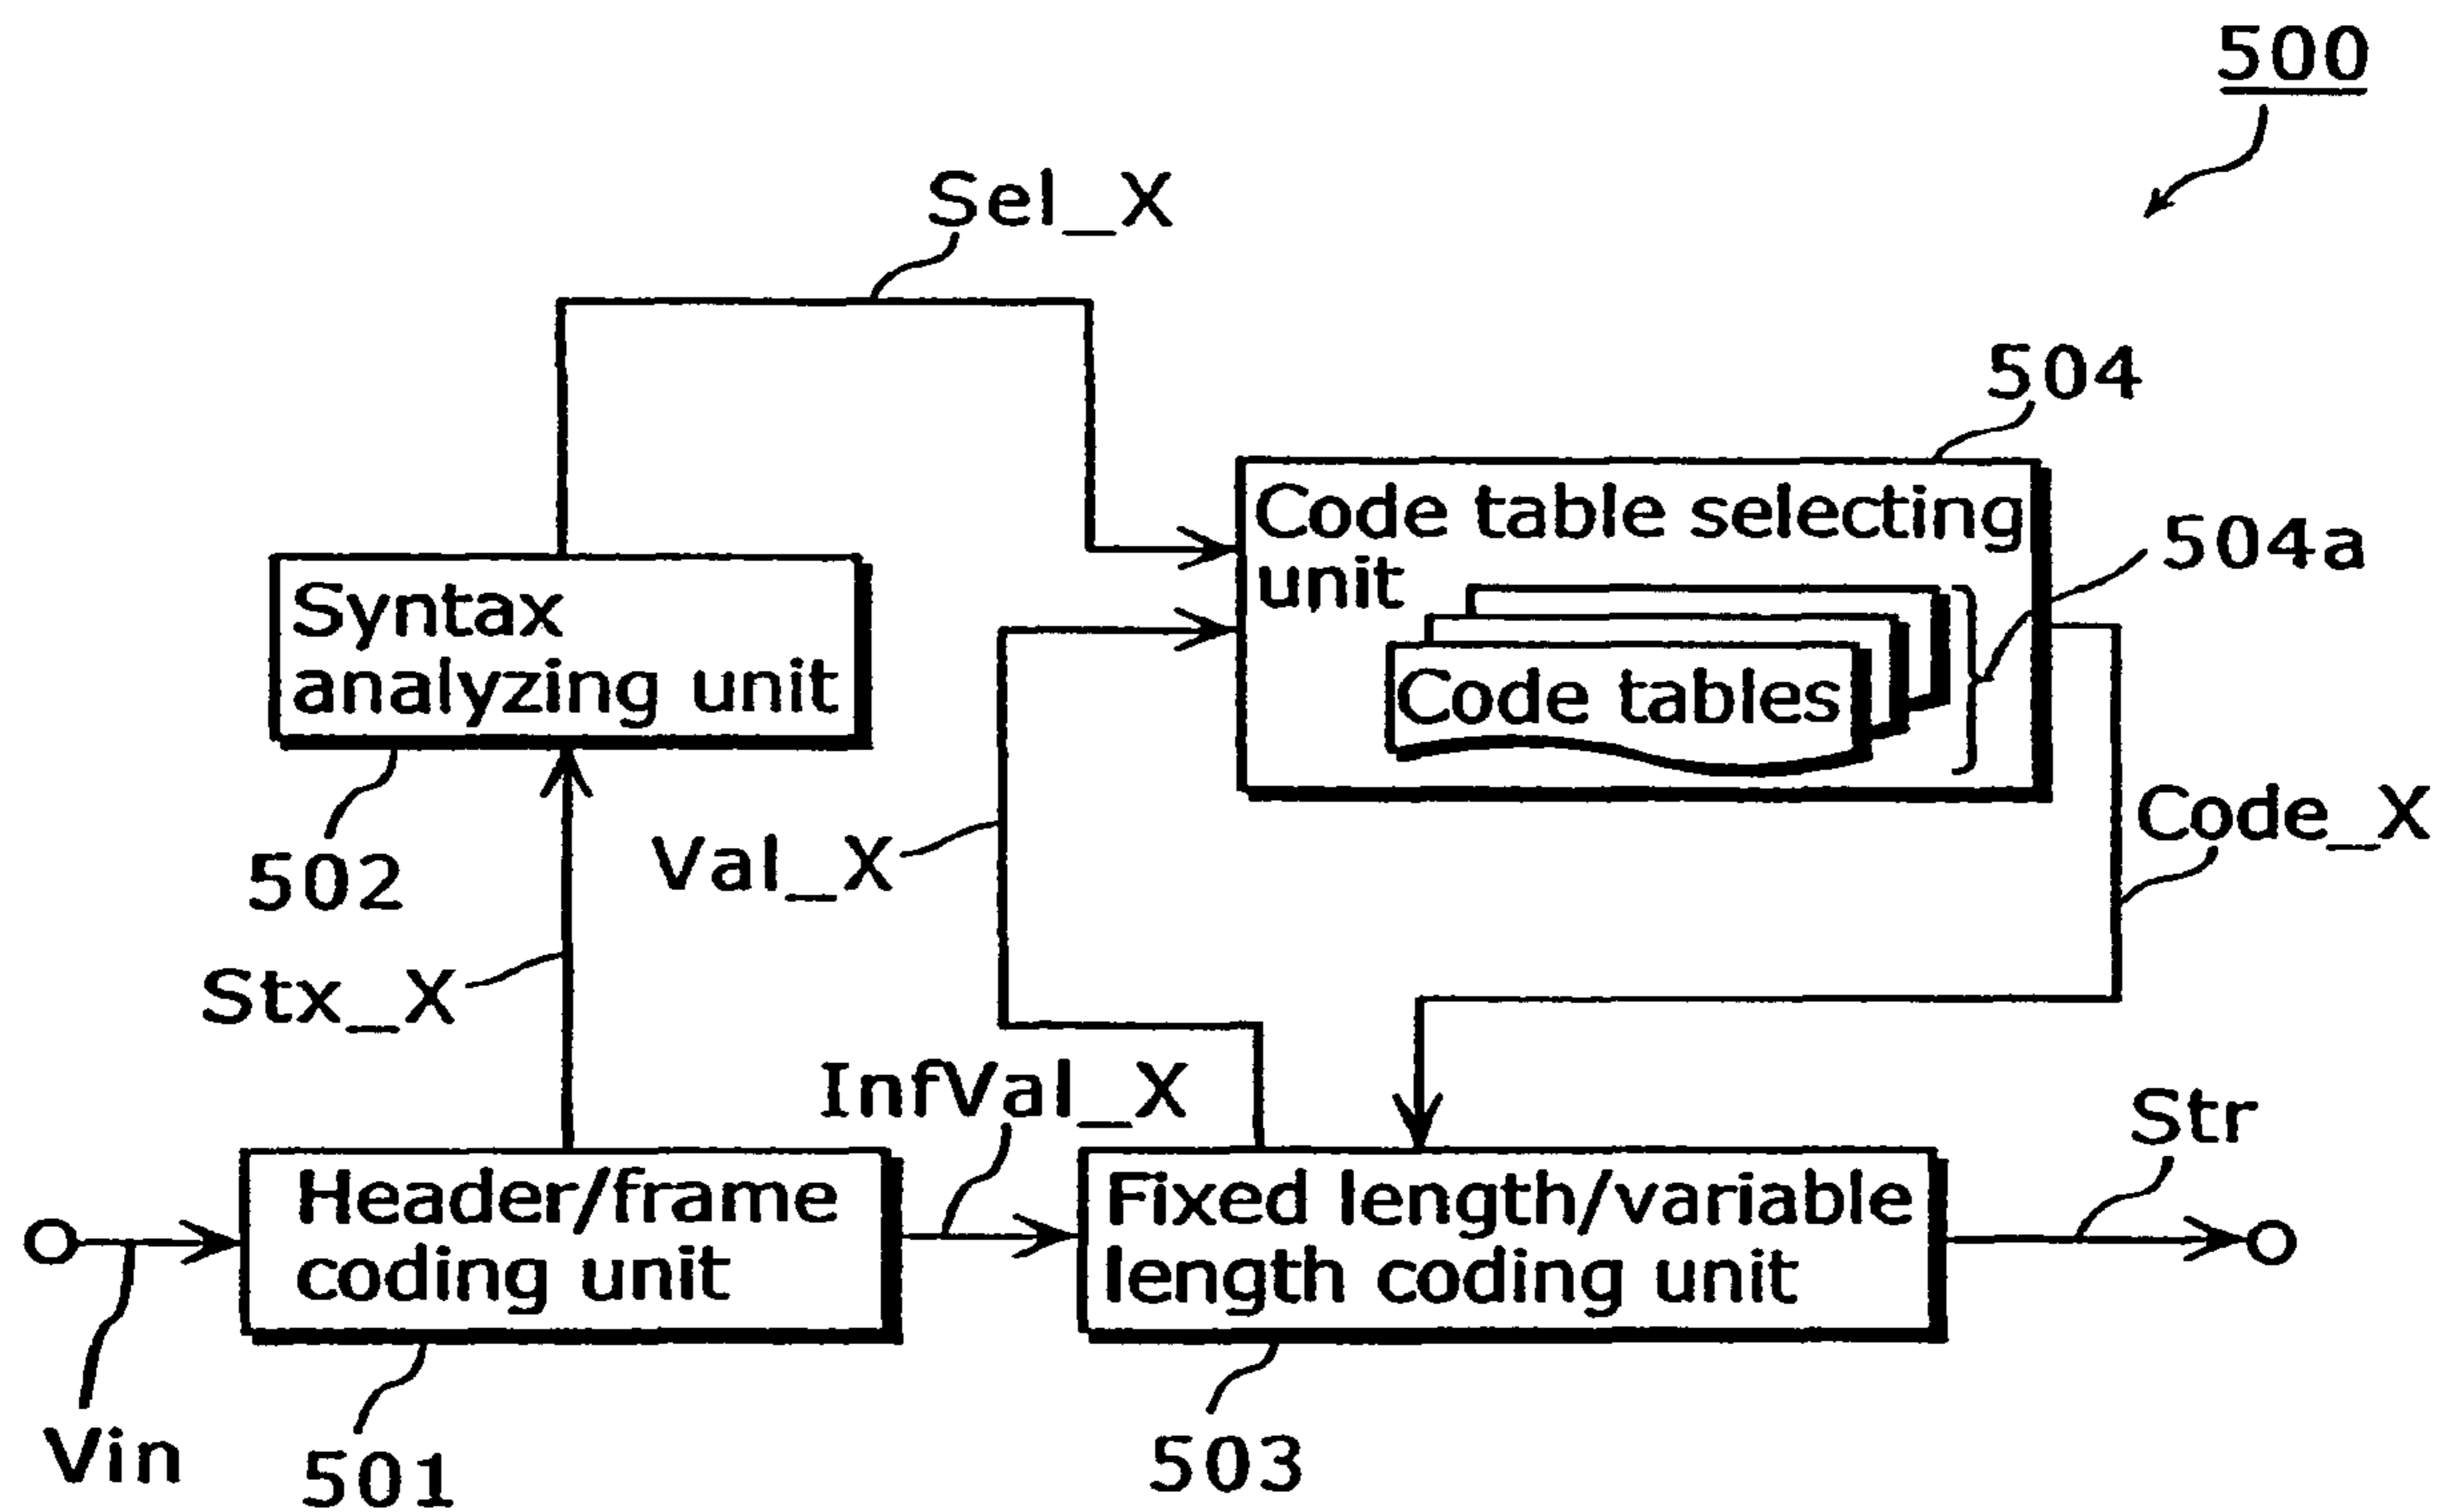 500
Sel_X
504
Code table selecting
unit
504a
Syntax
analyzing unit
Code tables
502
Val_X
Code_X
Stx_X
InfVal_X
Str
Header/frame
coding unit
Fixed length/variable
length coding unit
Vin
501
503